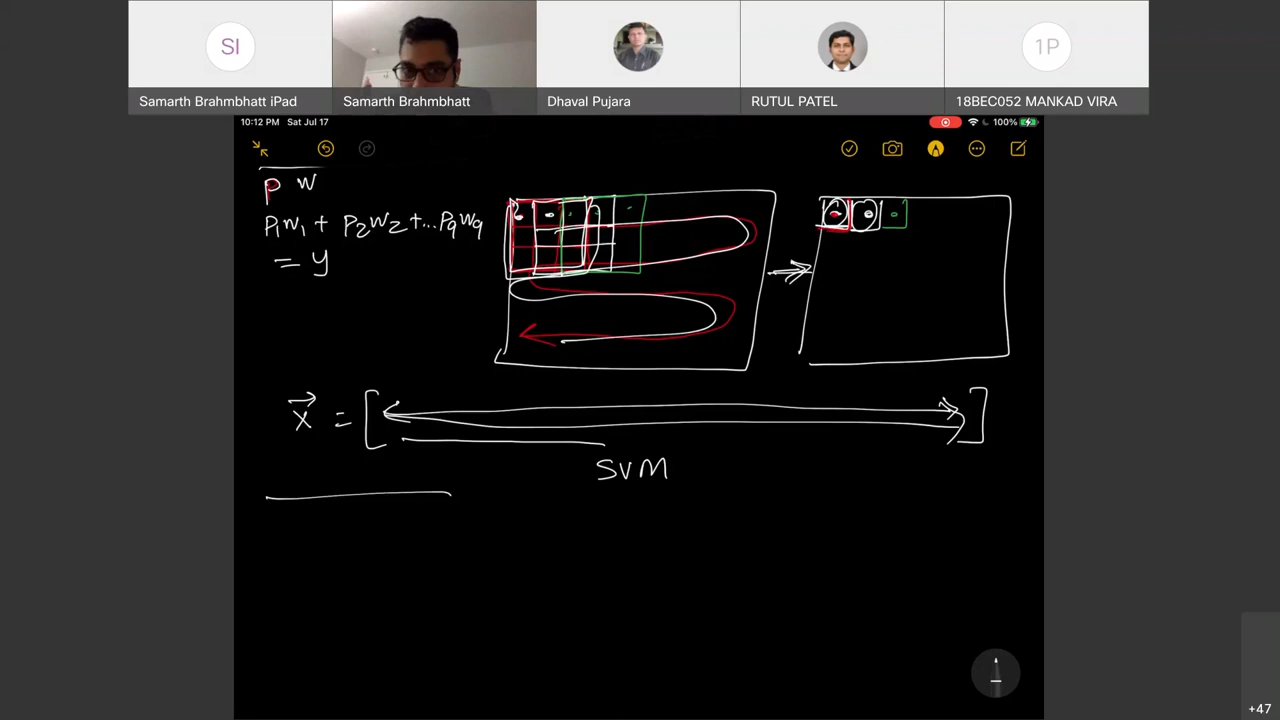 SI
1P
Samarth Brahmbhatt iPad
Samarth Brahmbhatt
Dhaval Pujara
RUTUL PATEL
18BEC052 MANKAD VIRA
10:12 PM Sat Jul 17
100%
p w
p1w1 + p2w2 +...p9w9
= y
x = [ ]
SVM
+47